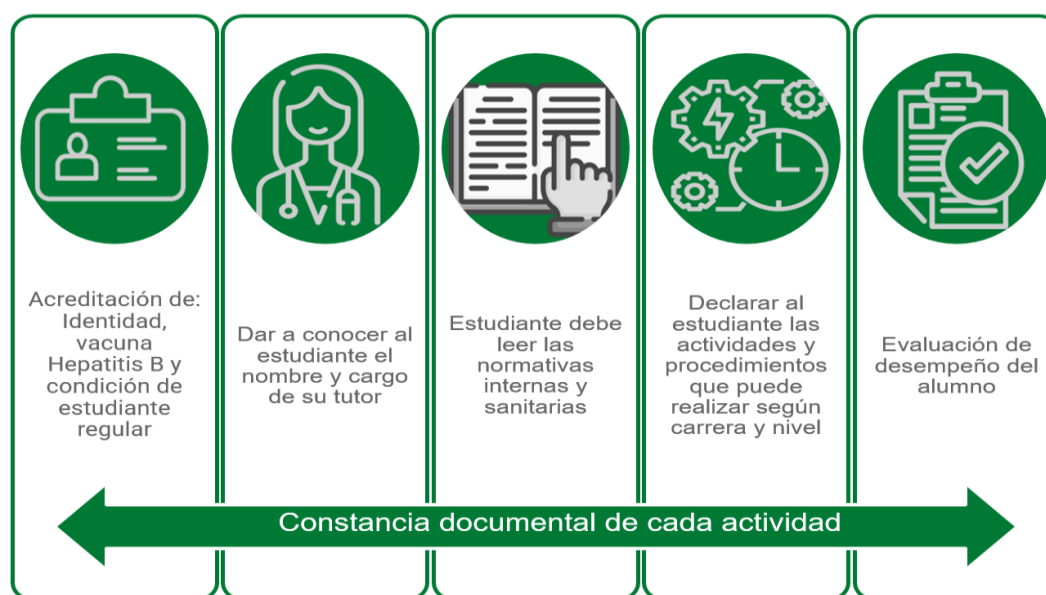 Acreditación de:
Identidad,
vacuna
Hepatitis B y
condición de
estudiante
regular
Dar a conocer al
estudiante el
nombre y cargo
de su tutor
Estudiante debe
leer las
normativas
internas y
sanitarias
Declarar al
estudiante las
actividades y
procedimientos
que puede
realizar según
carrera y nivel
Evaluación de
desempeño del
alumno
Constancia documental de cada actividad